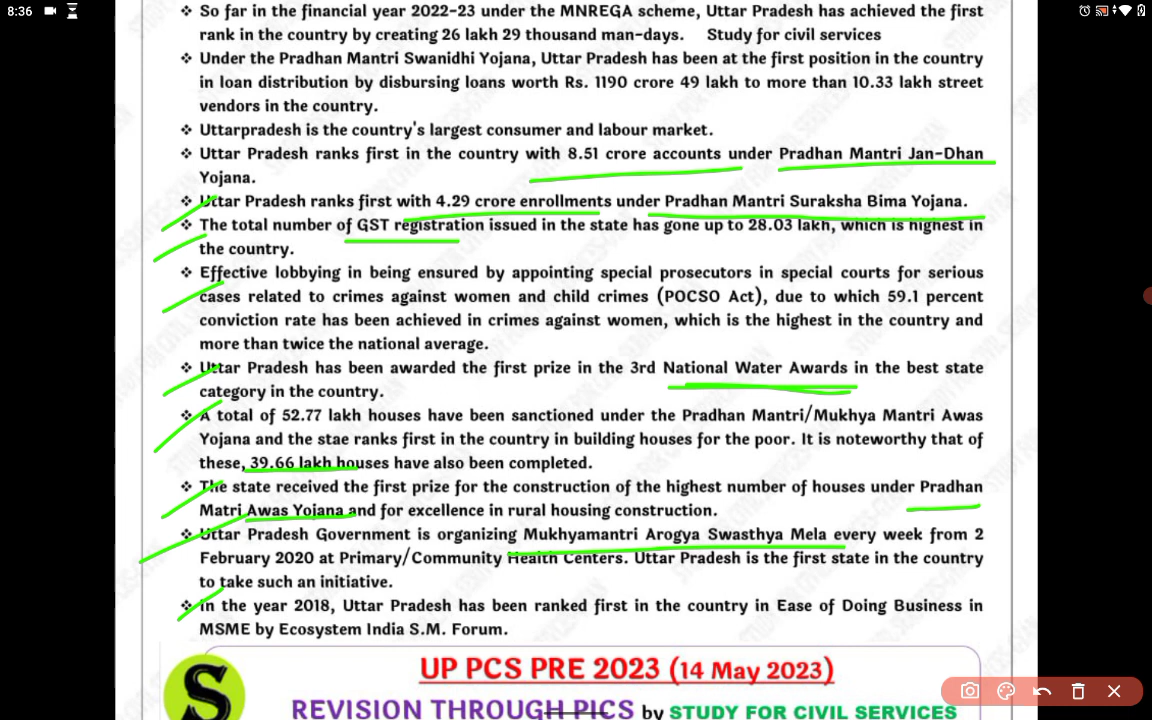 8:36
❖ So far in the financial year 2022-23 under the MNREGA scheme, Uttar Pradesh has achieved the first
rank in the country by creating 26 lakh 29 thousand man-days. Study for civil services
❖ Under the Pradhan Mantri Swanidhi Yojana, Uttar Pradesh has been at the first position in the country
in loan distribution by disbursing loans worth Rs. 1190 crore 49 lakh to more than 10.33 lakh street
vendors in the country.
❖ Uttarpradesh is the country's largest consumer and labour market.
❖ Uttar Pradesh ranks first in the country with 8.51 crore accounts under Pradhan Mantri Jan-Dhan
Yojana.
❖ Uttar Pradesh ranks first with 4.29 crore enrollments under Pradhan Mantri Suraksha Bima Yojana.
❖ The total number of GST registration issued in the state has gone up to 28.03 lakh, which is highest in
the country.
❖ Effective lobbying in being ensured by appointing special prosecutors in special courts for serious
cases related to crimes against women and child crimes (POCSO Act), due to which 59.1 percent
conviction rate has been achieved in crimes against women, which is the highest in the country and
more than twice the national average.
❖ Uttar Pradesh has been awarded the first prize in the 3rd National Water Awards in the best state
category in the country.
❖ A total of 52.77 lakh houses have been sanctioned under the Pradhan Mantri/Mukhya Mantri Awas
Yojana and the stae ranks first in the country in building houses for the poor. It is noteworthy that of
these, 39.66 lakh houses have also been completed.
❖ The state received the first prize for the construction of the highest number of houses under Pradhan
Matri Awas Yojana and for excellence in rural housing construction.
❖ Uttar Pradesh Government is organizing Mukhyamantri Arogya Swasthya Mela every week from 2
February 2020 at Primary/Community Health Centers. Uttar Pradesh is the first state in the country
to take such an initiative.
❖ In the year 2018, Uttar Pradesh has been ranked first in the country in Ease of Doing Business in
MSME by Ecosystem India S.M. Forum.
S
UP PCS PRE 2023 (14 May 2023)
REVISION THROUGH PICS by STUDY FOR CIVIL SERVICES